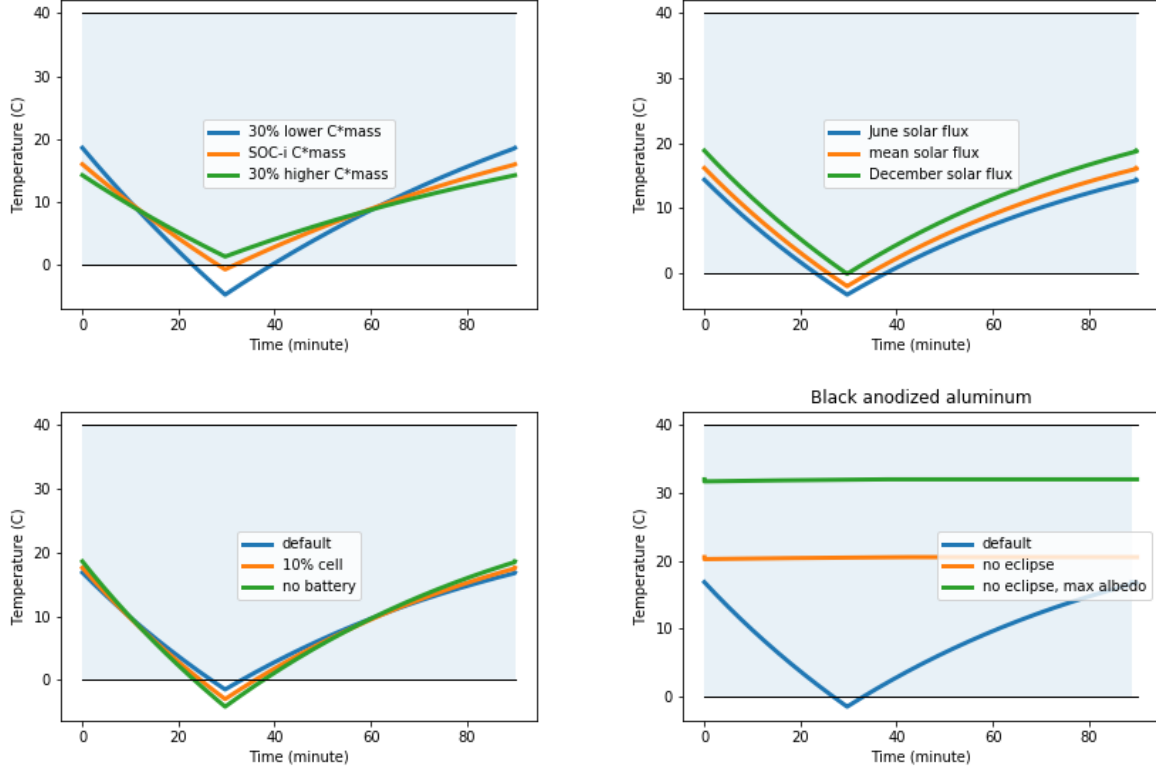 40
30
20
10
0
Temperature (C)
30% lower C*mass
SOC-i C*mass
30% higher C*mass
0
20
40
60
80
Time (minute)
40
30
20
10
0
Temperature (C)
June solar flux
mean solar flux
December solar flux
0
20
40
60
80
Time (minute)
40
30
20
10
0
Temperature (C)
default
10% cell
no battery
0
20
40
60
80
Time (minute)
Black anodized aluminum
40
30
20
10
0
Temperature (C)
default
no eclipse
no eclipse, max albedo
0
20
40
60
80
Time (minute)